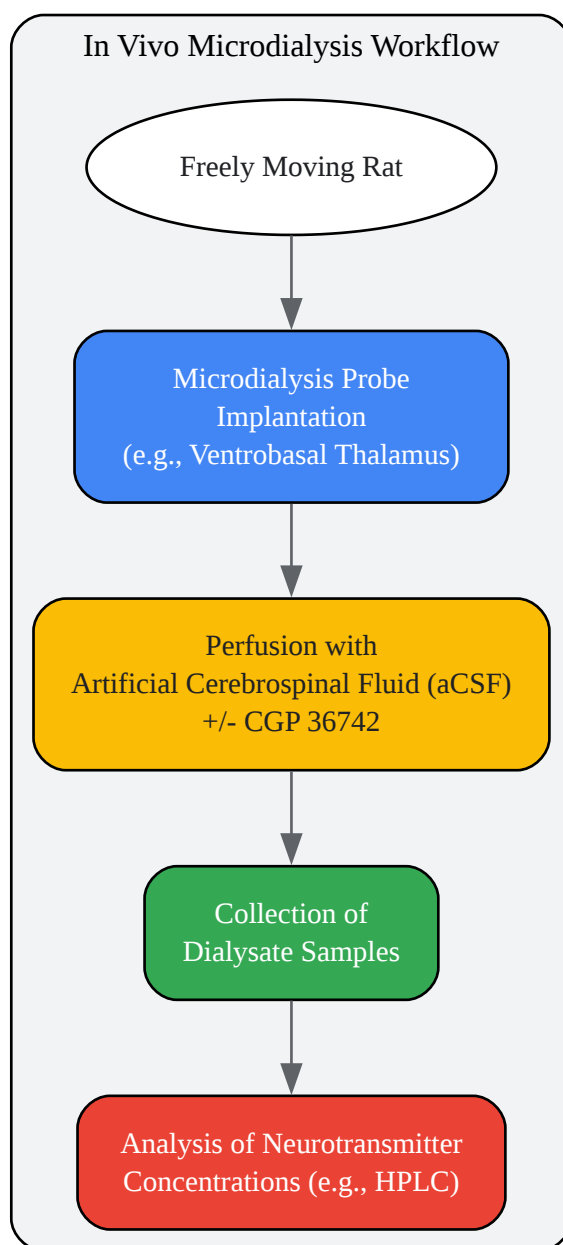 In Vivo Microdialysis Workflow
Freely Moving Rat
Microdialysis Probe
Implantation
(e.g., Ventrobasal Thalamus)
Perfusion with
Artificial Cerebrospinal Fluid (aCSF)
+/- CGP 36742
Collection of
Dialysate Samples
Analysis of Neurotransmitter
Concentrations (e.g., HPLC)